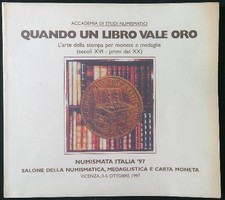 ACCADEMIA DI STUDI NUMISMATICI
QUANDO UN LIBRO VALE ORO
L'arte della stampa per monete e medaglie
(secoli XVI - primi del XX)
NUMISMATA ITALIA '97
SALONE DELLA NUMISMATICA, MEDAGLISTICA E CARTA MONETA
VICENZA, 3-5 OTTOBRE 1997